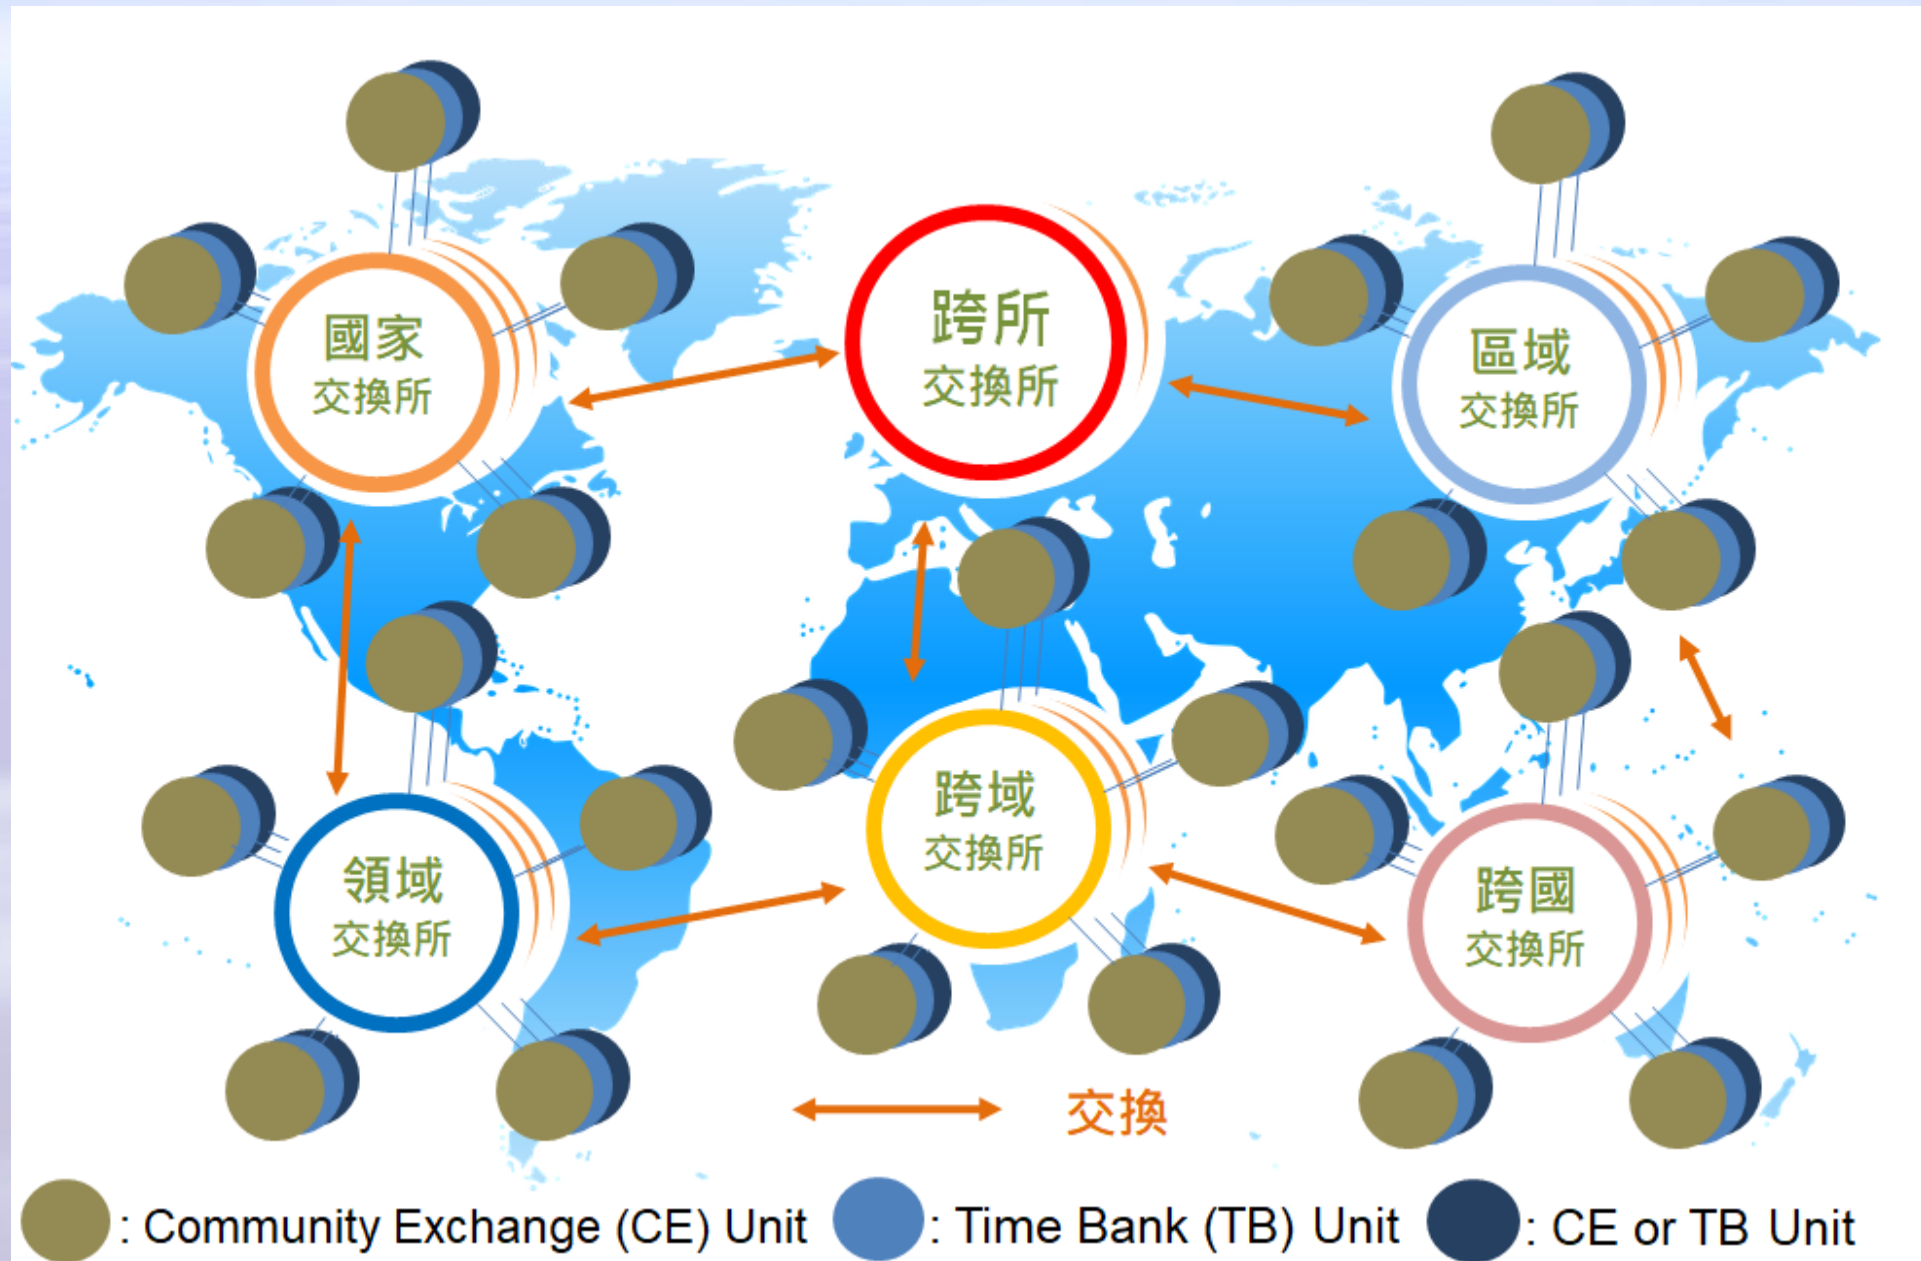 國家
交換所
跨所
交換所
區域
交換所
領域
交換所
跨域
交換所
跨國
交換所
交換
: Community Exchange (CE) Unit
: Time Bank (TB) Unit
: CE or TB Unit